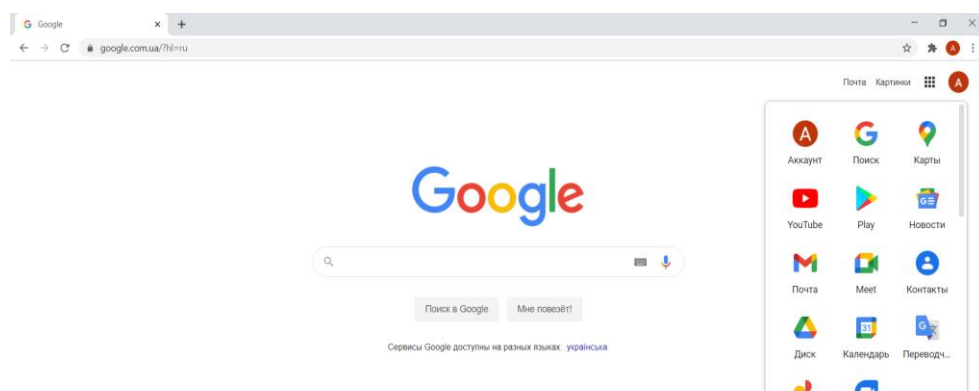 Google
google.com.ua/?hl=ru
A
Почта Картинки
A
A
Аккаунт Поиск Карты
YouTube Play Новости
Google
Почта Meet Контакты
Поиск в Google Мне повезёт!
31
Диск Календарь Переводч...
Сервисы Google доступны на разных языках: українська